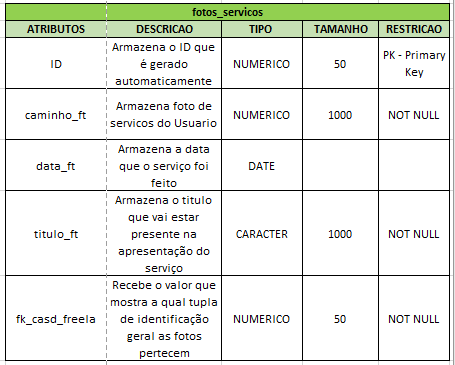 fotos_servicos
ATRIBUTOS DESCRICAO TIPO TAMANHO RESTRICAO
ID
Armazena o ID que
é gerado
automaticamente
NUMERICO
50
PK - Primary
Key
caminho_ft
Armazena foto de
servicos do Usuario
NUMERICO
1000
NOT NULL
data_ft
Armazena a data
que o serviço foi
feito
DATE
titulo_ft
Armazena o titulo
que vai estar
presente na
apresentação do
serviço
CARACTER
1000
NOT NULL
fk_casd_freela
Recebe o valor que
mostra a qual tupla
de identificação
geral as fotos
pertecem
NUMERICO
50
NOT NULL